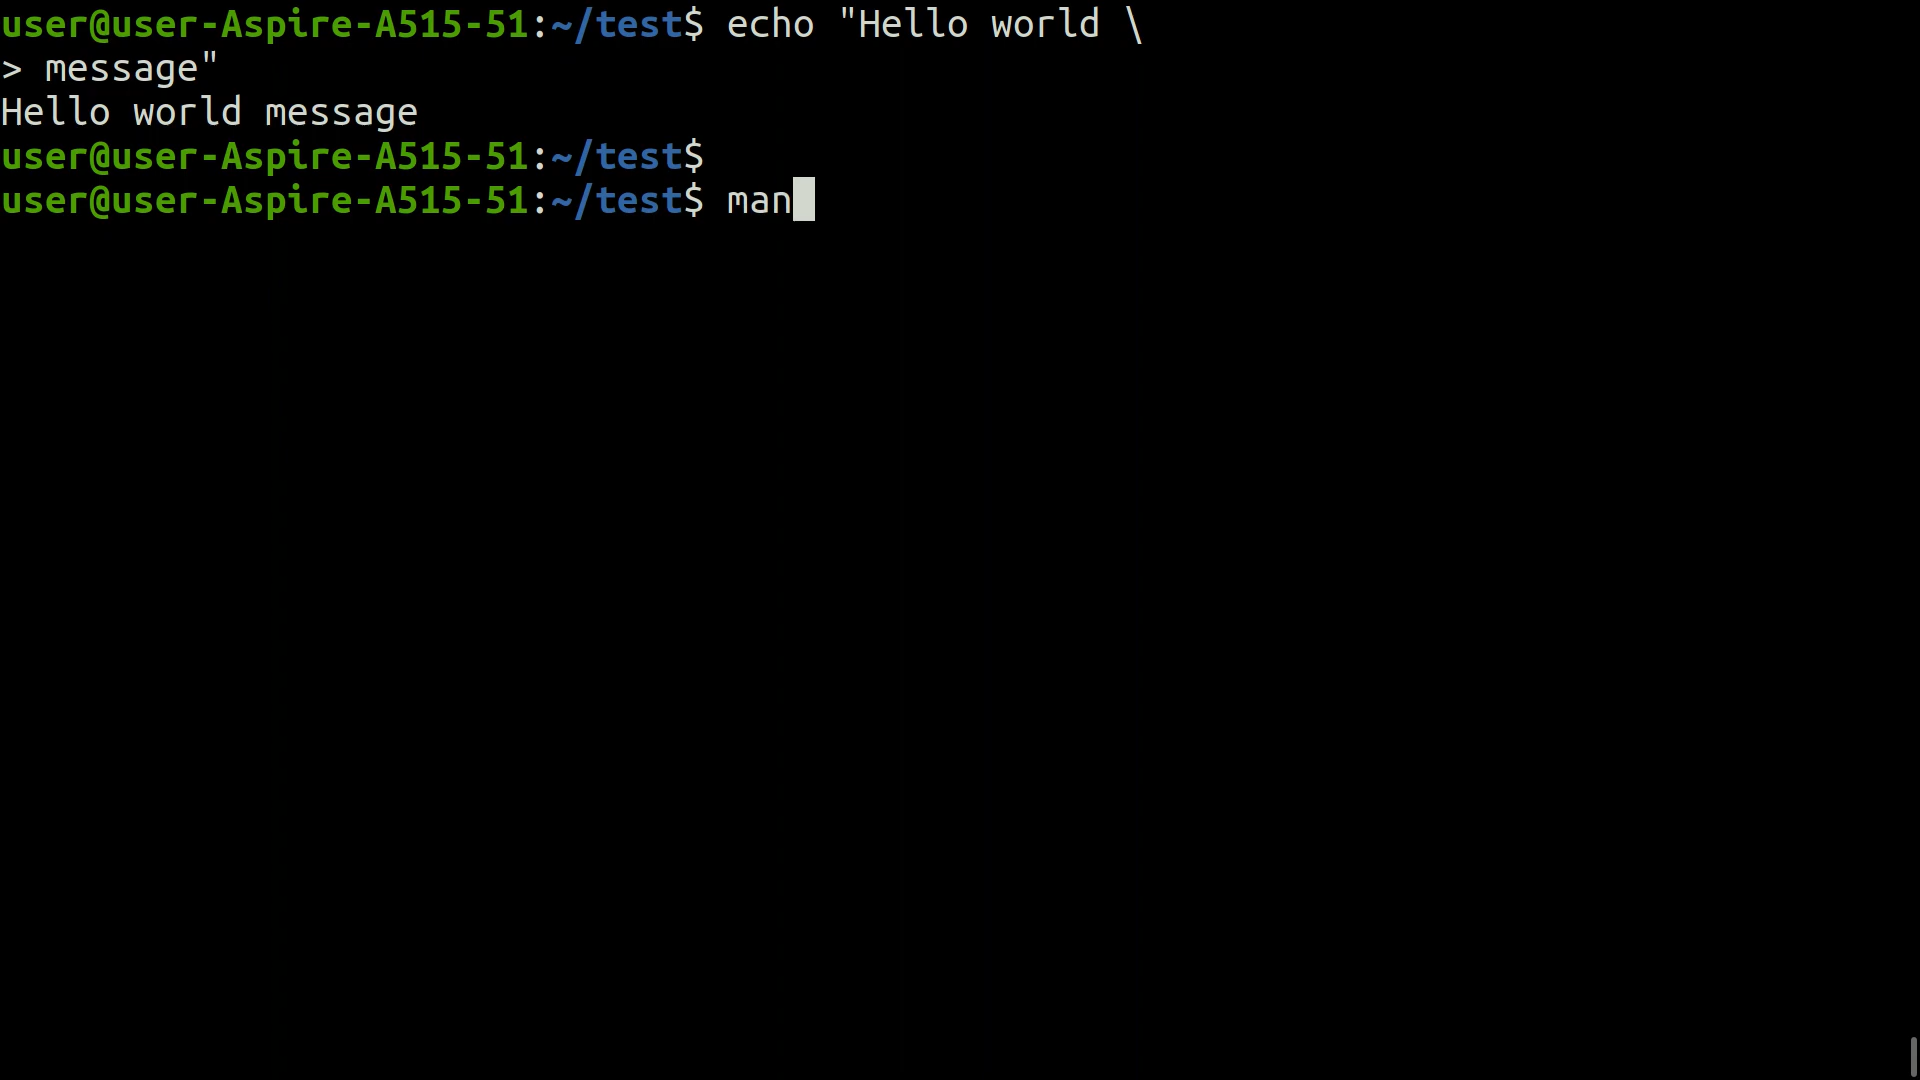 user@user-Aspire-A515-51:~/test$ echo "Hello world \
> message"
Hello world message
user@user-Aspire-A515-51:~/test$
user@user-Aspire-A515-51:~/test$ man